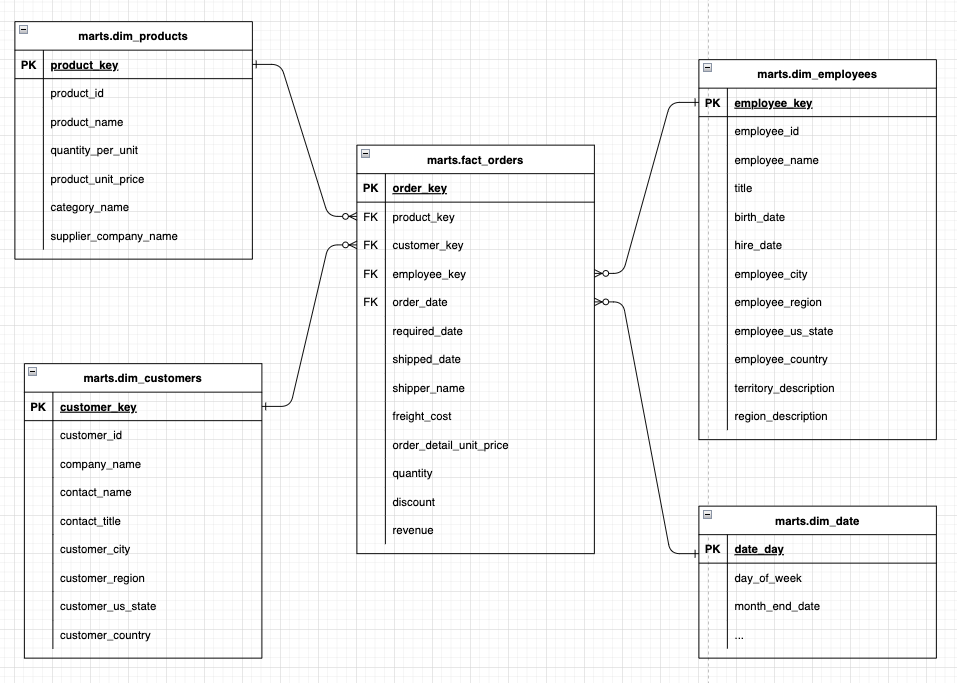 marts.dim_products
PK product_key
product_id
product_name
quantity_per_unit
product_unit_price
category_name
supplier_company_name
marts.dim_customers
PK customer_key
customer_id
company_name
contact_name
contact_title
customer_city
customer_region
customer_us_state
customer_country
marts.fact_orders
PK order_key
FK product_key
FK customer_key
FK employee_key
FK order_date
required_date
shipped_date
shipper_name
freight_cost
order_detail_unit_price
quantity
discount
revenue
marts.dim_employees
PK employee_key
employee_id
employee_name
title
birth_date
hire_date
employee_city
employee_region
employee_us_state
employee_country
territory_description
region_description
marts.dim_date
PK date_day
day_of_week
month_end_date
...